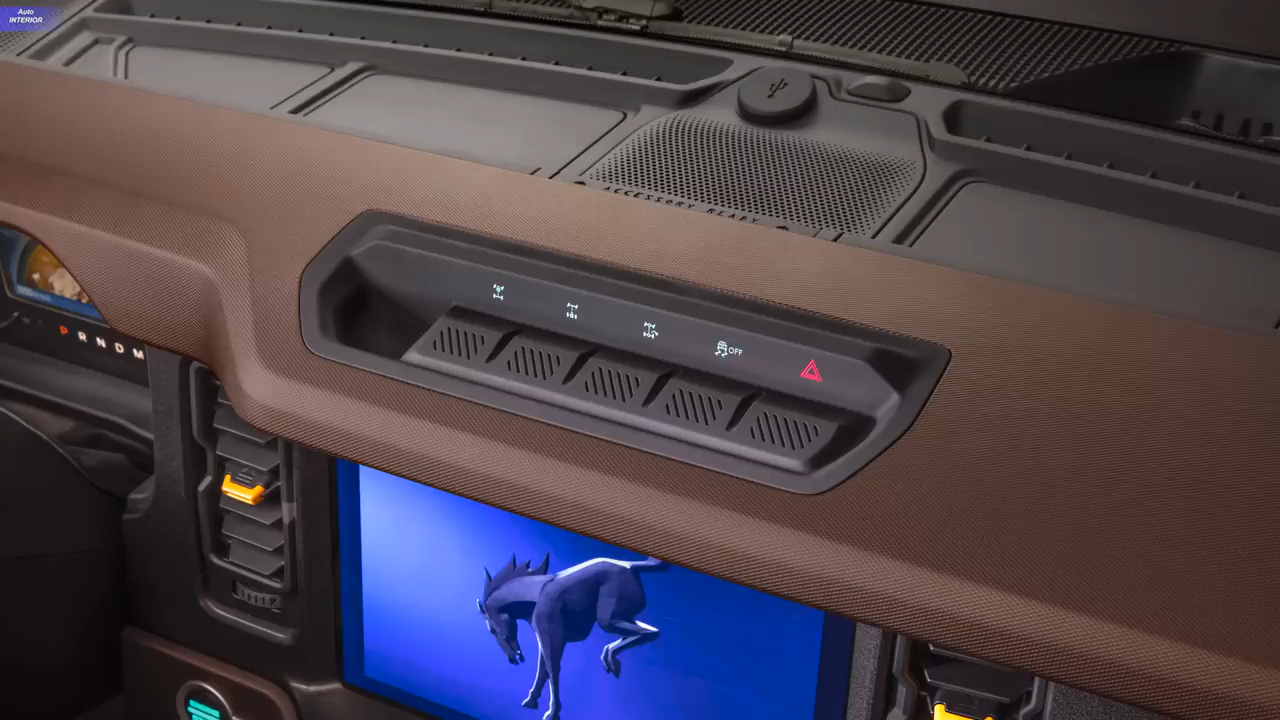 Auto
INTERIOR
ACCESSORY READY
P R N D M
OFF